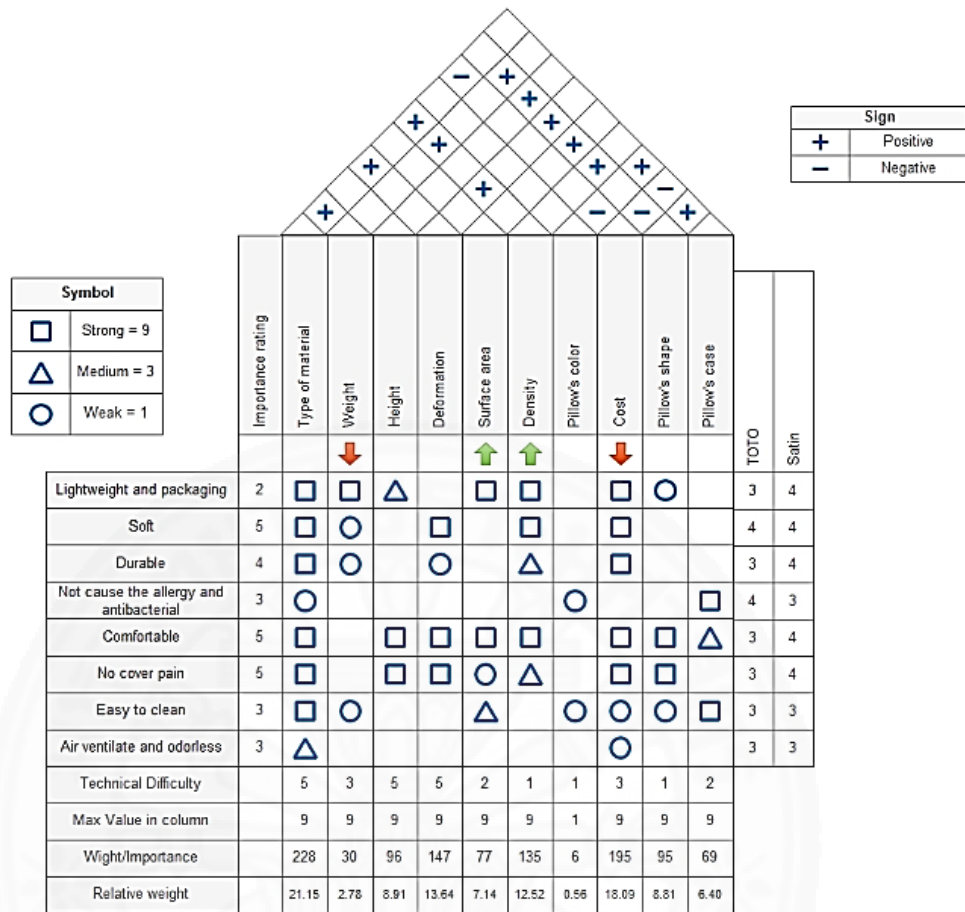 Sign
+ Positive
− Negative
Symbol
Strong = 9
Medium = 3
Weak = 1
Importance rating
Type of material
Weight
Height
Deformation
Surface area
Density
Pillow's color
Cost
Pillow's shape
Pillow's case
TOTO
Satin
Lightweight and packaging 2 3 4
Soft 5 4 4
Durable 4 3 4
Not cause the allergy and
antibacterial 3 4 3
Comfortable 5 3 4
No cover pain 5 3 4
Easy to clean 3 3 3
Air ventilate and odorless 3 3 3
Technical Difficulty 5 3 5 5 2 1 1 3 1 2
Max Value in column 9 9 9 9 9 9 1 9 9 9
Wight/Importance 228 30 96 147 77 135 6 195 95 69
Relative weight 21.15 2.78 8.91 13.64 7.14 12.52 0.56 18.09 8.81 6.40